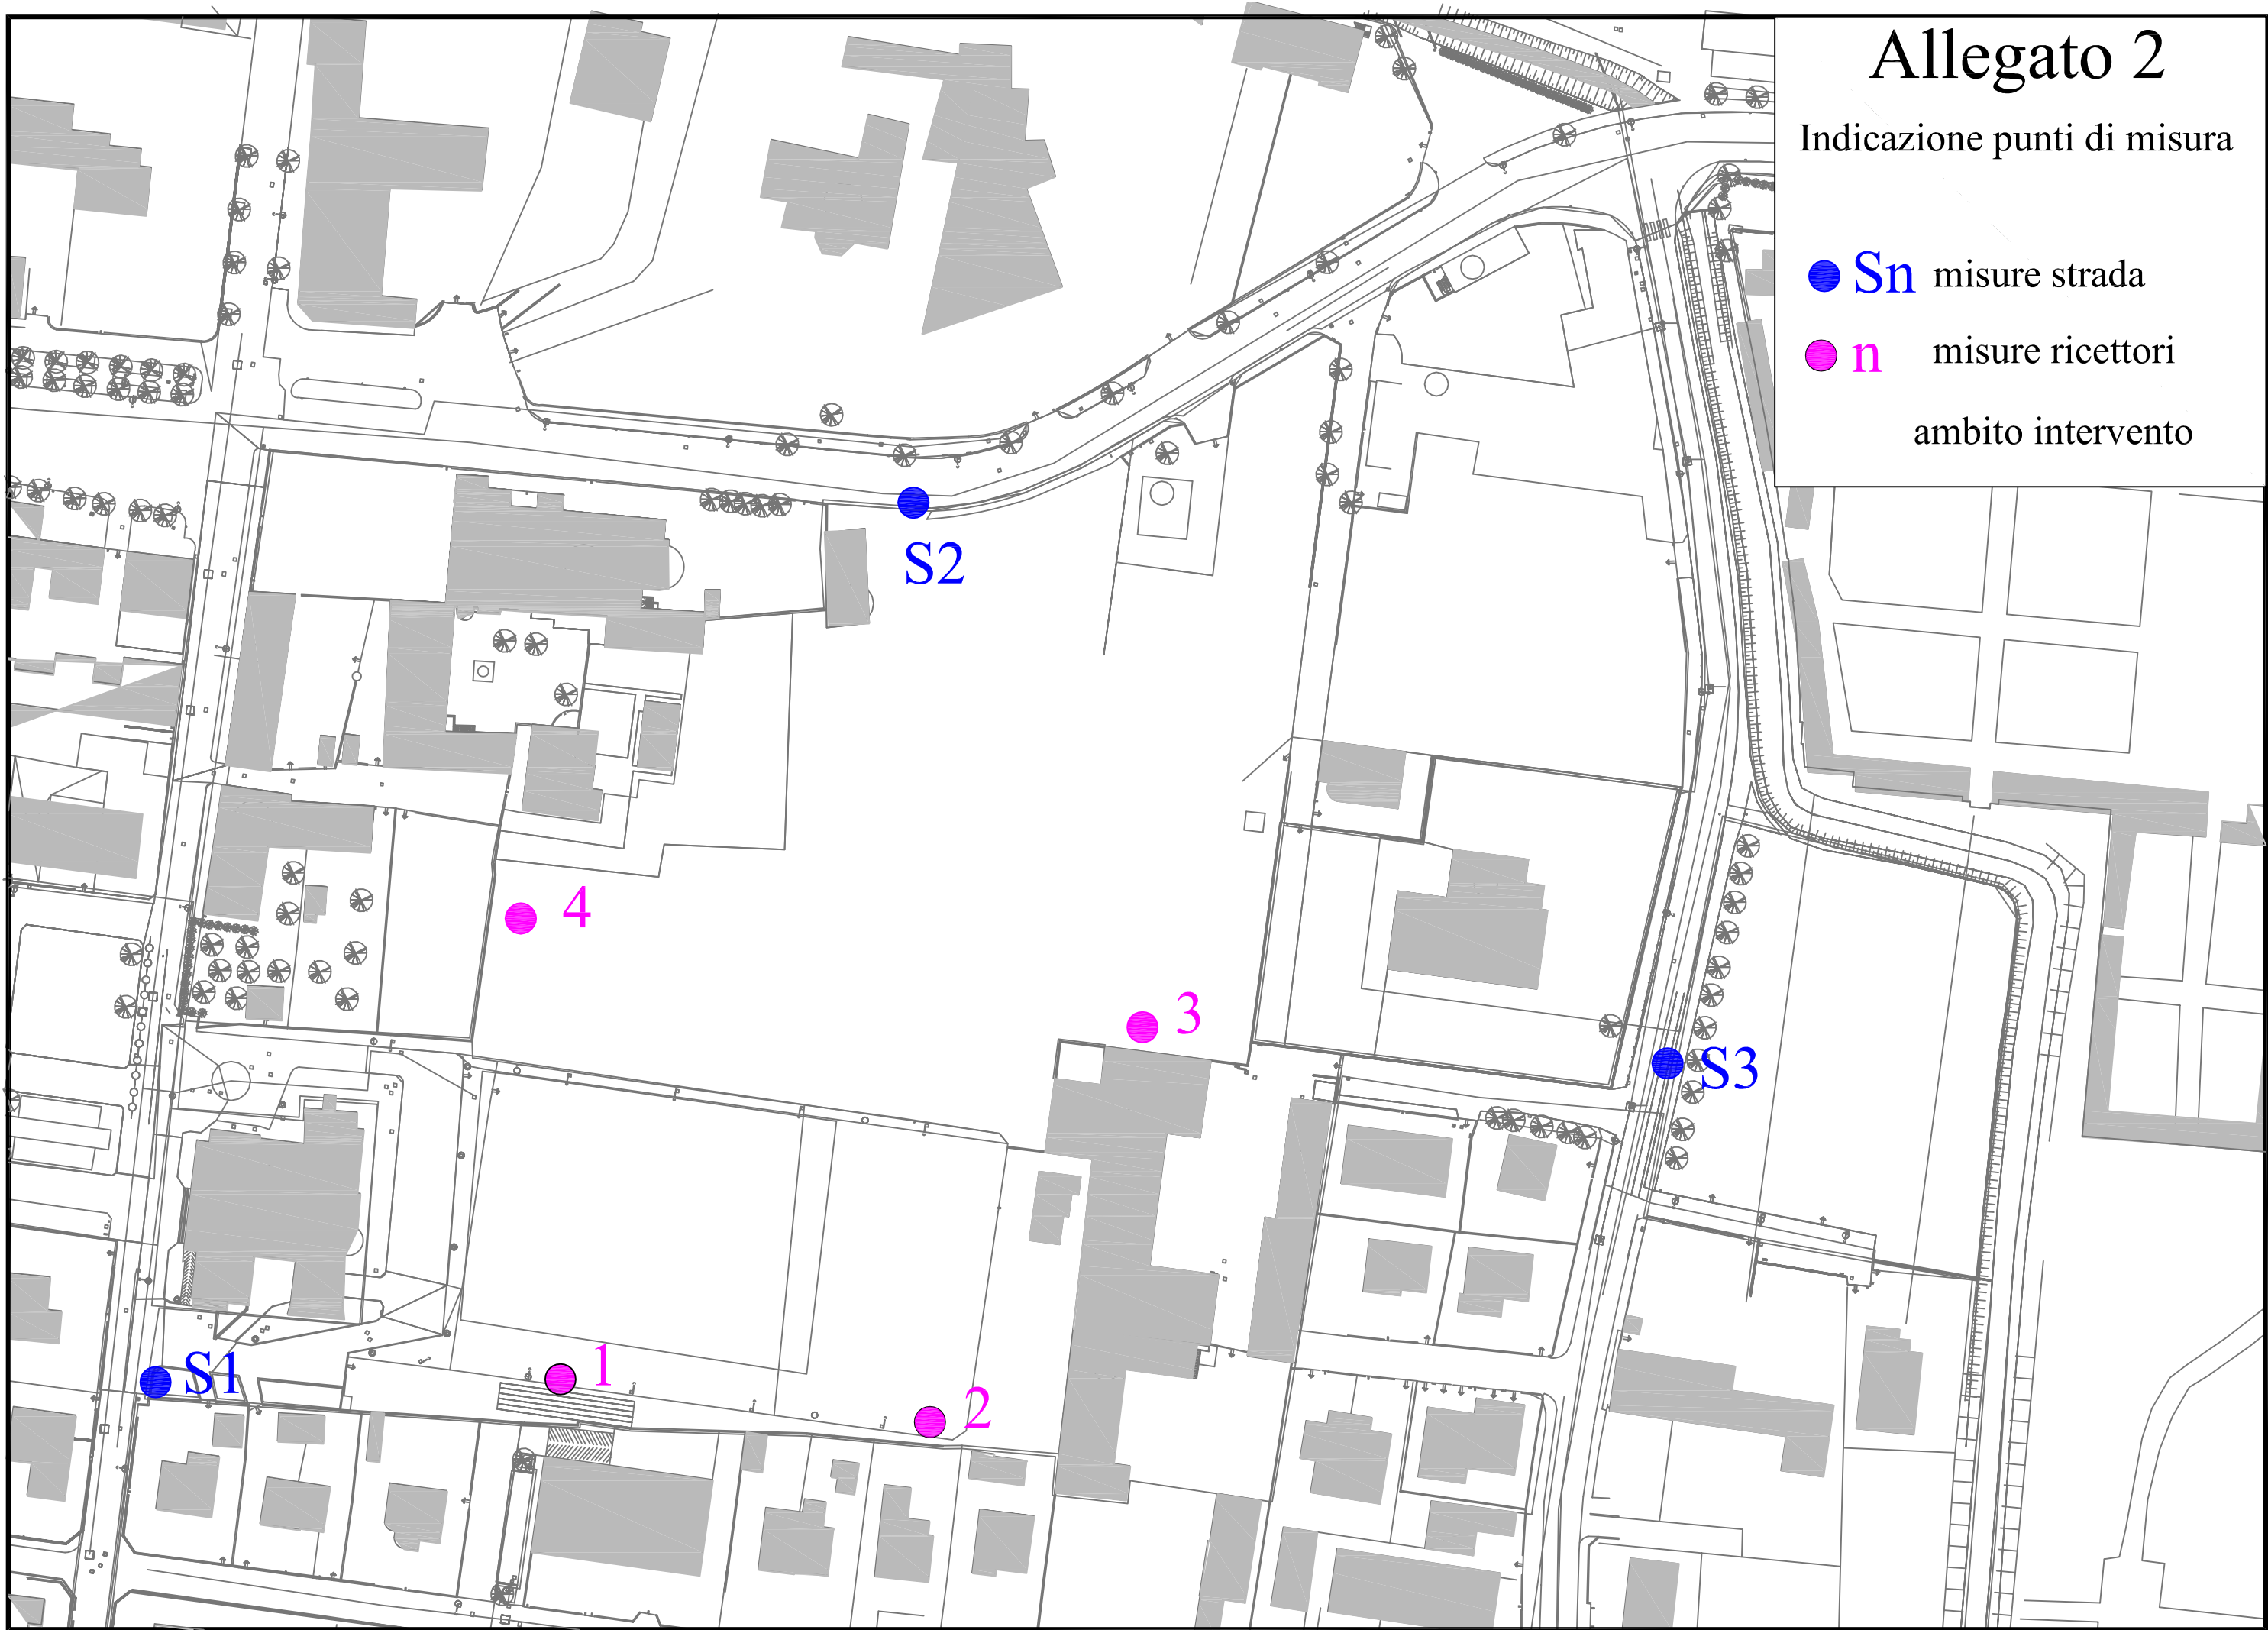 Allegato 2
Indicazione punti di misura
Sn misure strada
n misure ricettori
ambito intervento
S2
4
3
S3
1
S1
2